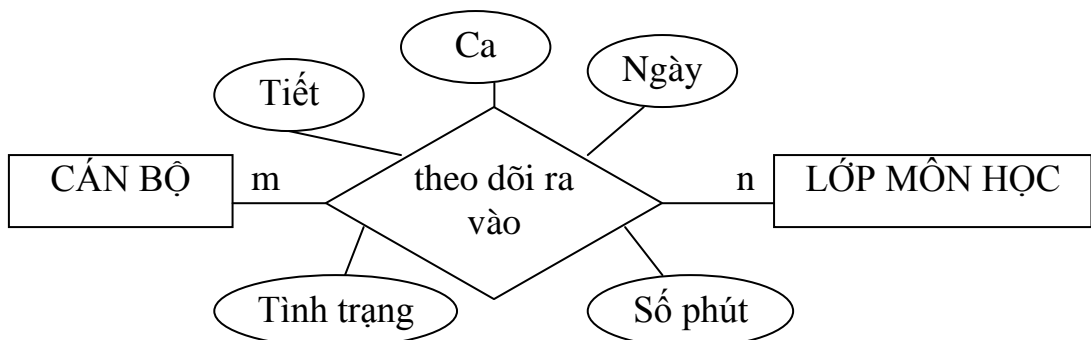 Ca
Tiết
Ngày
CÁN BỘ
m
theo dõi ra
vào
n
LỚP MÔN HỌC
Tình trạng
Số phút